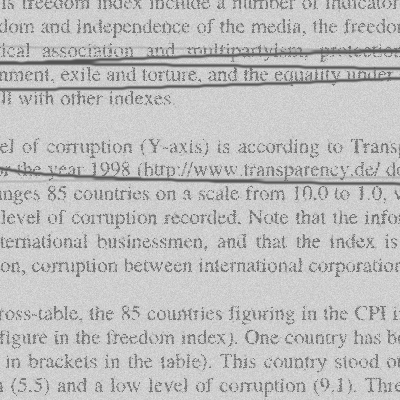 is freedom index include a number of indicator
dom and independence of the media, the freedo
ical association and multipartyism, protection
nment, exile and torture, and the equality under
ll with other indexes.
el of corruption (Y-axis) is according to Transp
or the year 1998 (http://www.transparency.de/ do
anges 85 countries on a scale from 10.0 to 1.0, w
level of corruption recorded. Note that the infor
ternational businessmen, and that the index is
on, corruption between international corporation
ross-table, the 85 countries figuring in the CPI i
figure in the freedom index). One country has be
in brackets in the table). This country stood o
(5.5) and a low level of corruption (9.1). Thre